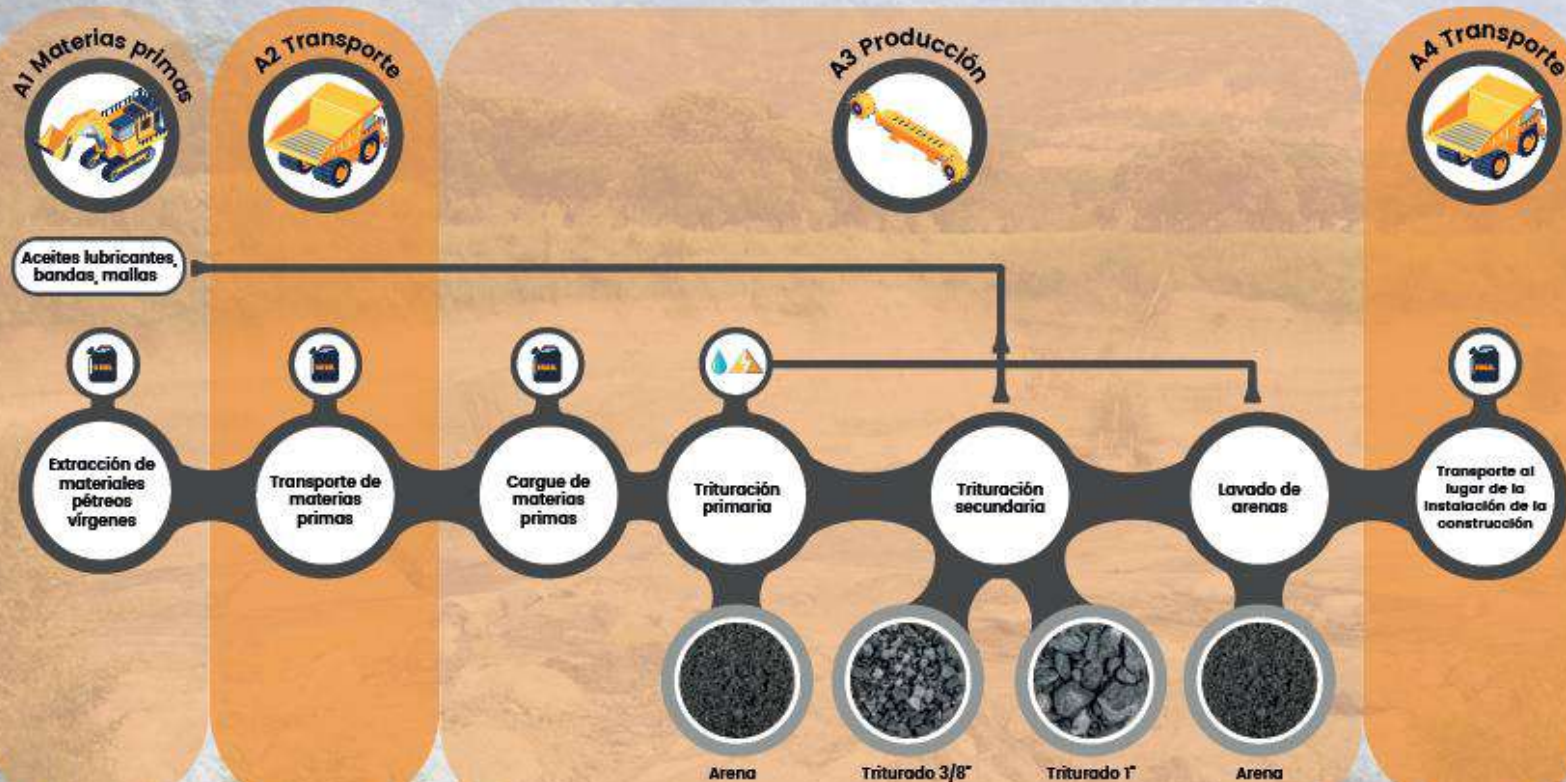 A1 Materias primas
A2 Transporte
A3 Producción
A4 Transporte
Aceites lubricantes,
bandas, mallas
Extracción de
materiales
pétreos
vírgenes
Transporte de
materias
primas
Cargue de
materias
primas
Trituración
primaria
Trituración
secundaria
Lavado de
arenas
Transporte al
lugar de la
instalación de la
construcción
Arena
Triturado 3/8"
Triturado 1"
Arena